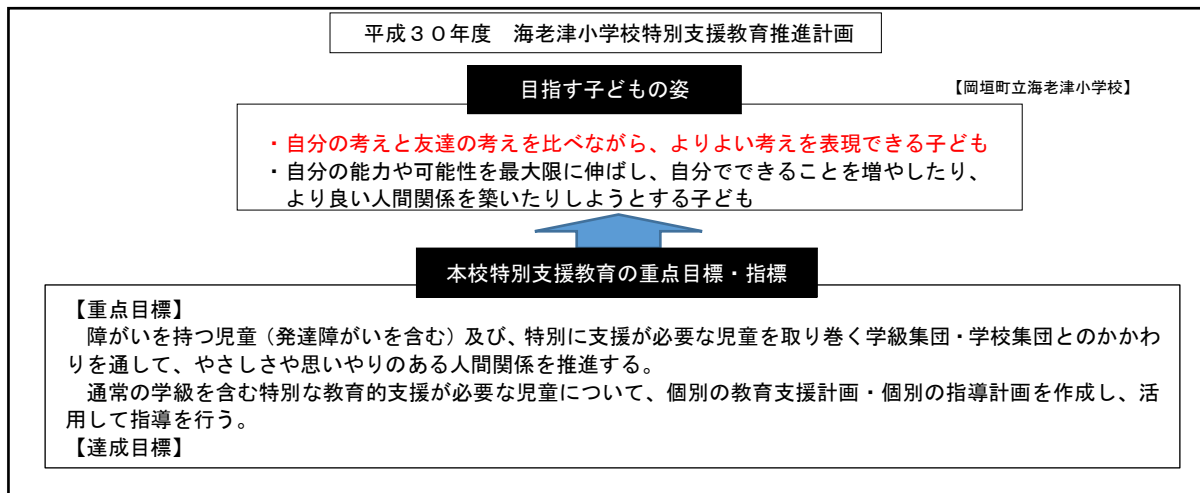 平成３０年度　海老津小学校特別支援教育推進計画
目指す子どもの姿
【岡垣町立海老津小学校】
・自分の考えと友達の考えを比べながら、よりよい考えを表現できる子ども
・自分の能力や可能性を最大限に伸ばし、自分でできることを増やしたり、
より良い人間関係を築いたりしようとする子ども
本校特別支援教育の重点目標・指標
【重点目標】
障がいを持つ児童（発達障がいを含む）及び、特別に支援が必要な児童を取り巻く学級集団・学校集団とのかかわ
りを通して、やさしさや思いやりのある人間関係を推進する。
通常の学級を含む特別な教育的支援が必要な児童について、個別の教育支援計画・個別の指導計画を作成し、活
用して指導を行う。
【達成目標】